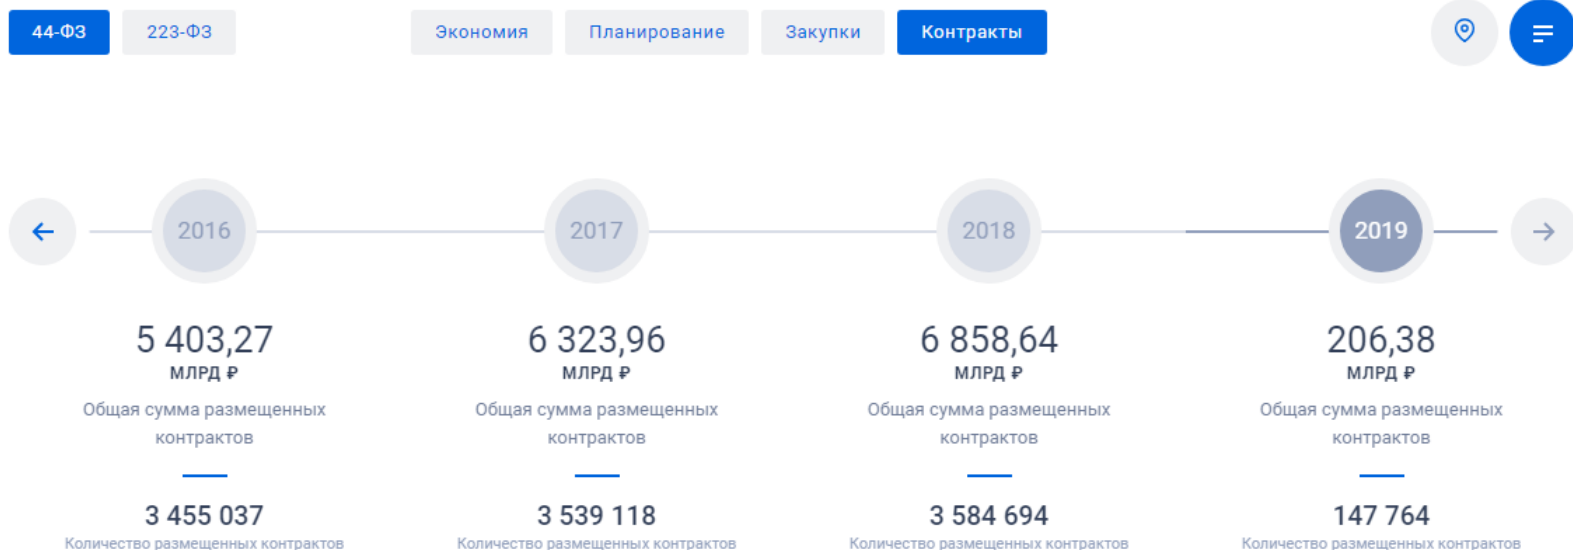 44-ФЗ 223-ФЗ Экономия Планирование Закупки Контракты
2016 2017 2018 2019
5 403,27 6 323,96 6 858,64 206,38
МЛРД ₽ МЛРД ₽ МЛРД ₽ МЛРД ₽
Общая сумма размещенных Общая сумма размещенных Общая сумма размещенных Общая сумма размещенных
контрактов контрактов контрактов контрактов
3 455 037 3 539 118 3 584 694 147 764
Количество размещенных контрактов Количество размещенных контрактов Количество размещенных контрактов Количество размещенных контрактов